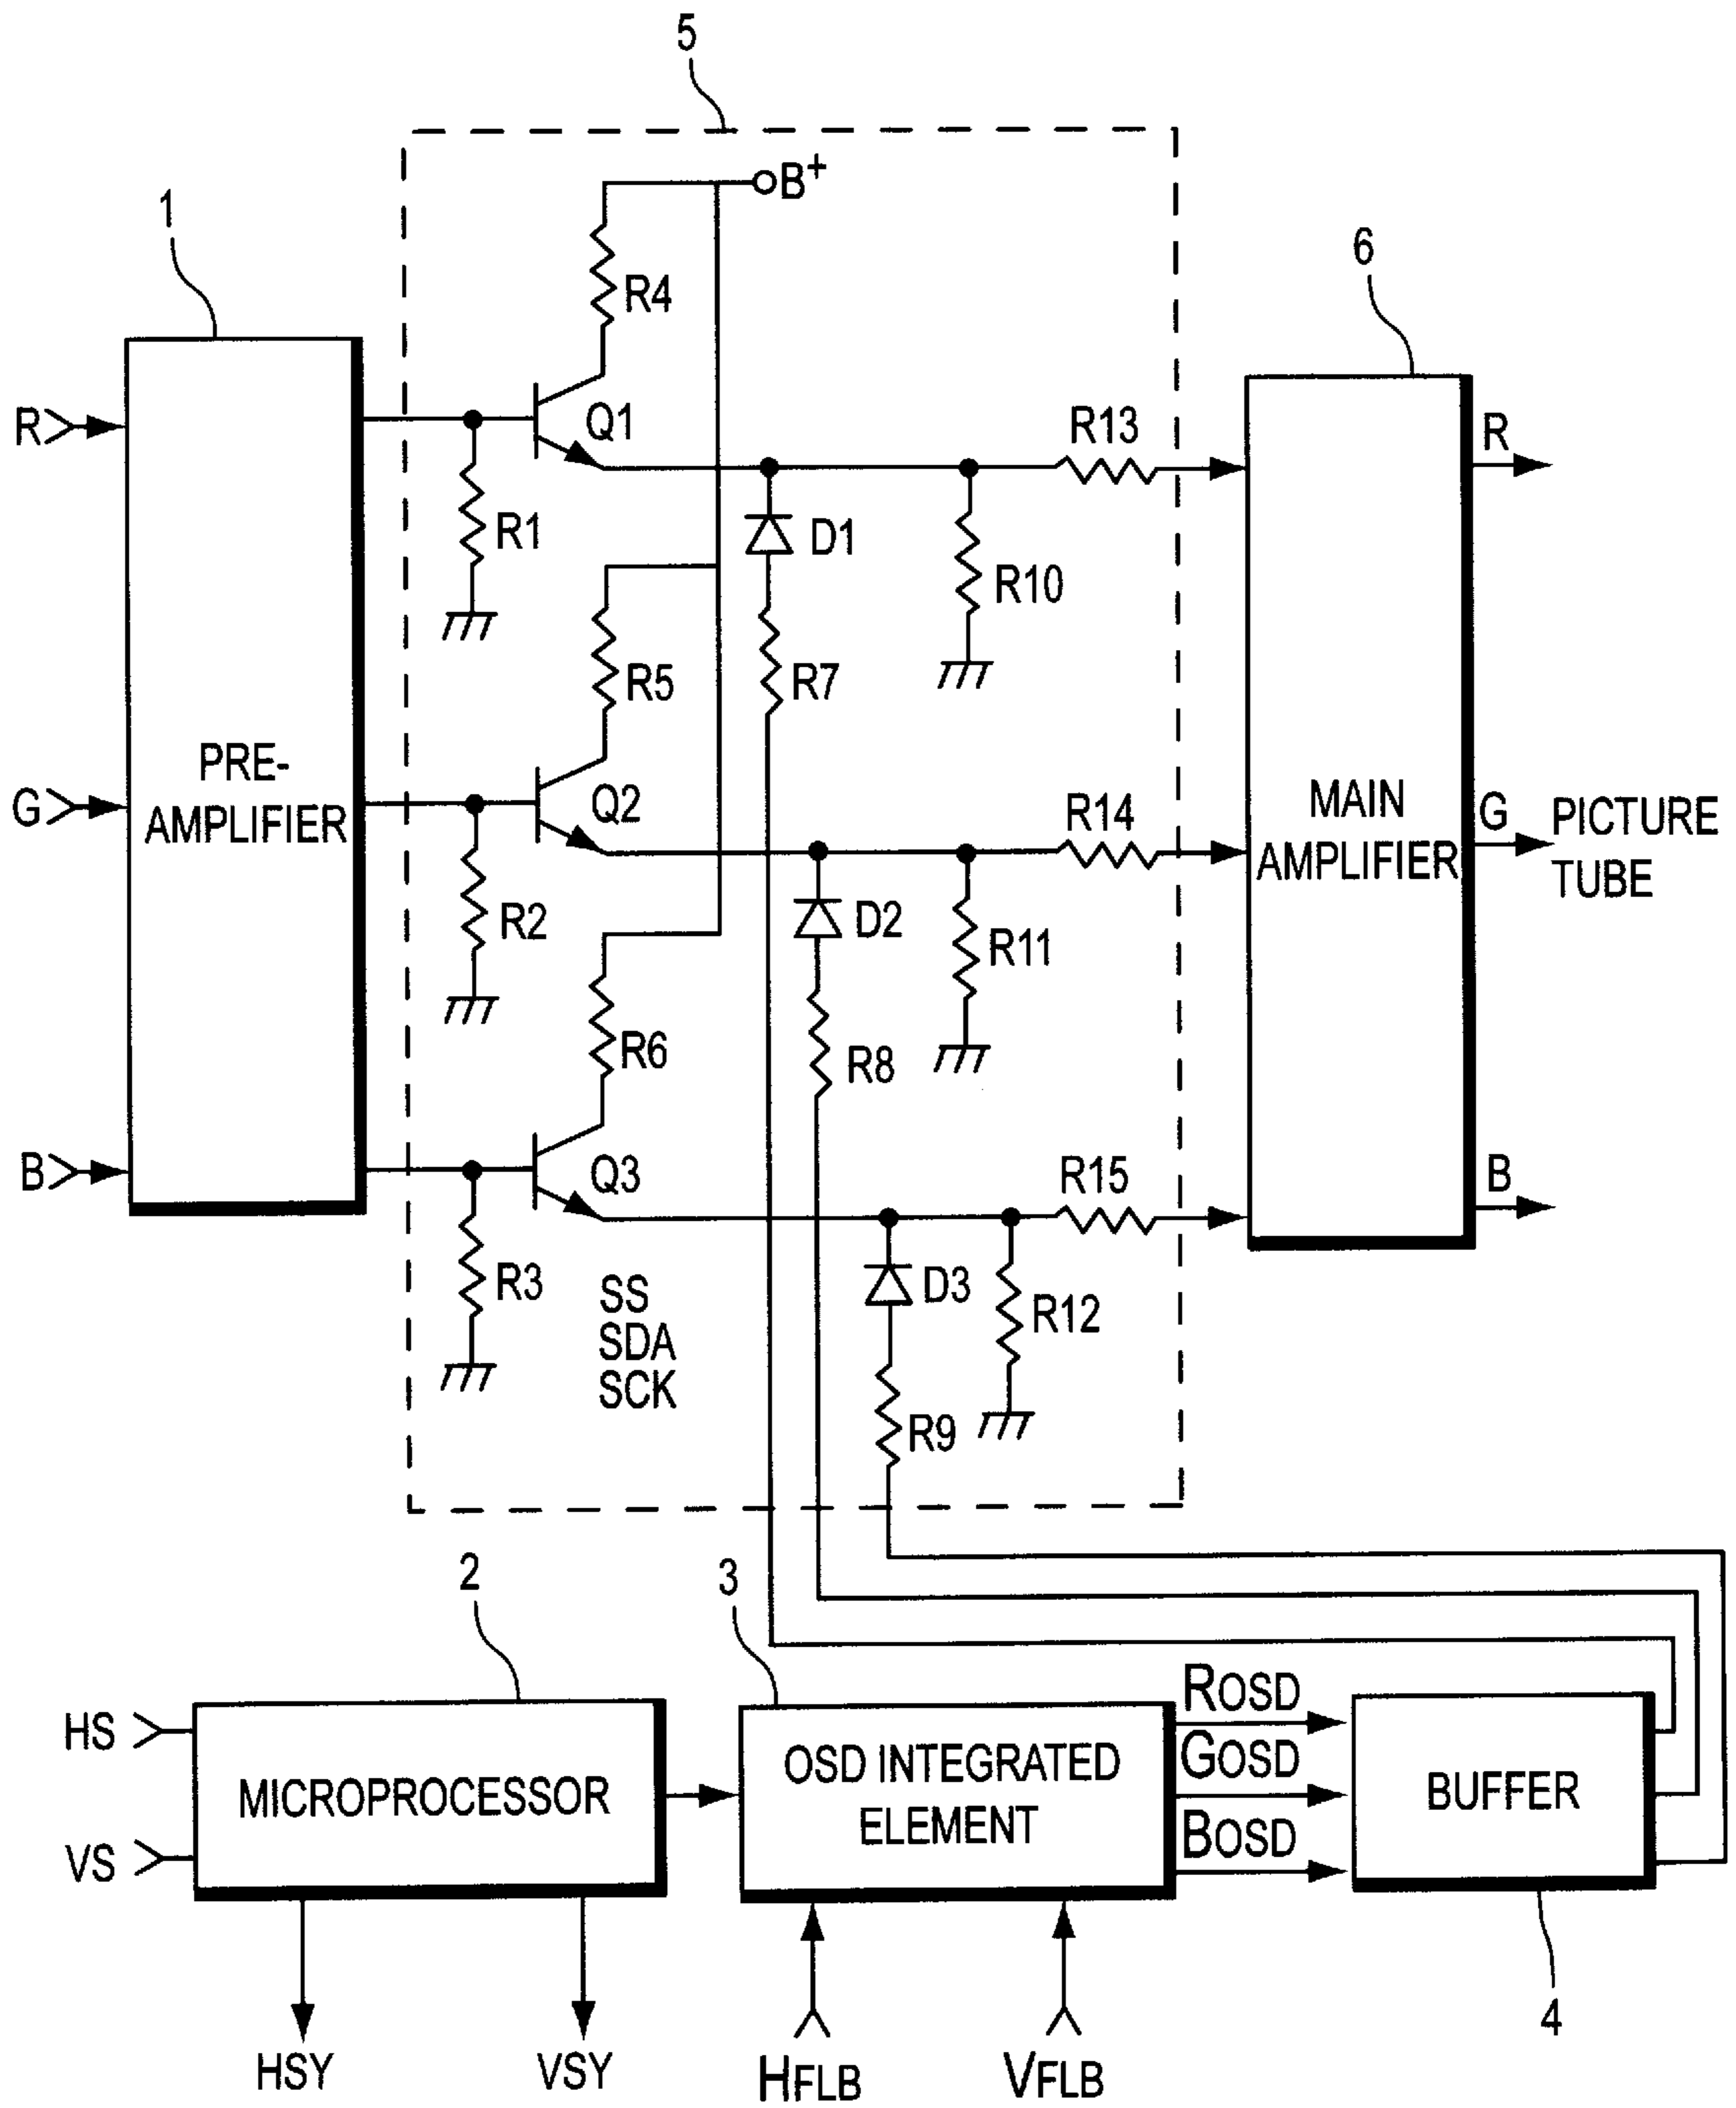 5
B+
1
R4
6
R
Q1
R13
R
R1
D1
R10
R5
R7
PRE-
AMPLIFIER
G
Q2
R14
MAIN
AMPLIFIER
G
PICTURE
TUBE
R2
D2
R11
R6
R8
B
Q3
R15
B
R3
SS
SDA
SCK
D3
R12
R9
2
3
HS
VS
MICROPROCESSOR
OSD INTEGRATED
ELEMENT
ROSD
GOSD
BOSD
BUFFER
4
HSY
VSY
HFLB
VFLB